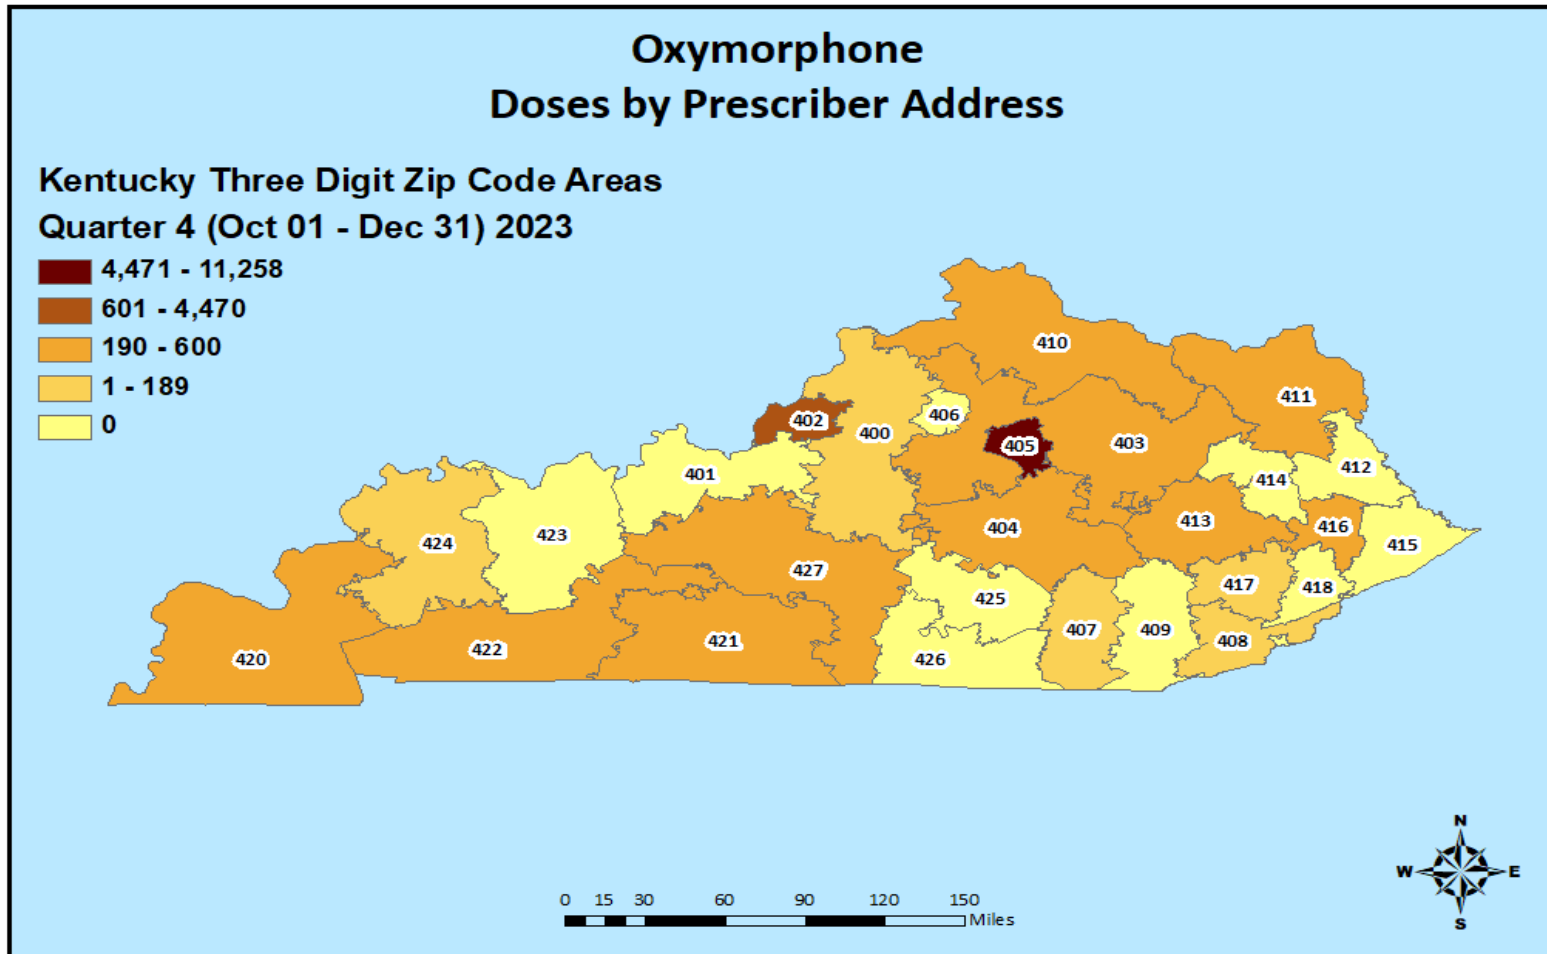 Oxymorphone
Doses by Prescriber Address
Kentucky Three Digit Zip Code Areas
Quarter 4 (Oct 01 - Dec 31) 2023
4,471 - 11,258
601 - 4,470
190 - 600
1 - 189
0
410
411
402
400
406
405
403
401
414
412
424
423
404
413
416
415
427
425
417
418
420
422
421
426
407
409
408
N
W E
S
0 15 30 60 90 120 150
Miles